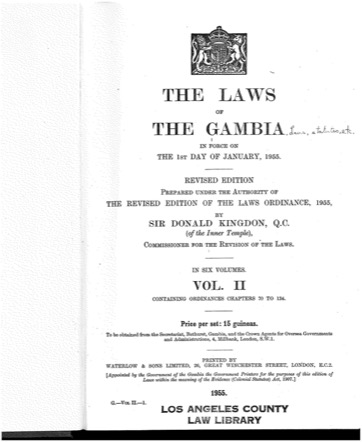 THE LAWS
OF
THE GAMBIA
IN FORCE ON
THE 1ST DAY OF JANUARY, 1955.
REVISED EDITION
PREPARED UNDER THE AUTHORITY OF
THE REVISED EDITION OF THE LAWS ORDINANCE, 1955,
BY
SIR DONALD KINGDON, Q.C.
(of the Inner Temple),
COMMISSIONER FOR THE REVISION OF THE LAWS.
IN SIX VOLUMES.
VOL. II
CONTAINING ORDINANCES CHAPTERS 70 TO 134.
Price per set: 15 guineas.
To be obtained from the Secretariat, Bathurst, Gambia, and the Crown Agents for Oversea Governments
and Administrations, 4, Millbank, London, S.W.1.
PRINTED BY
WATERLOW & SONS LIMITED, 26, GREAT WINCHESTER STREET, LONDON, E.C.2.
[Appointed by the Government of the Gambia the Government Printers for the purposes of this edition of
Laws within the meaning of the Evidence (Colonial Statutes) Act, 1907.]
1955.
G.—VOL. II.—1.
LOS ANGELES COUNTY
LAW LIBRARY